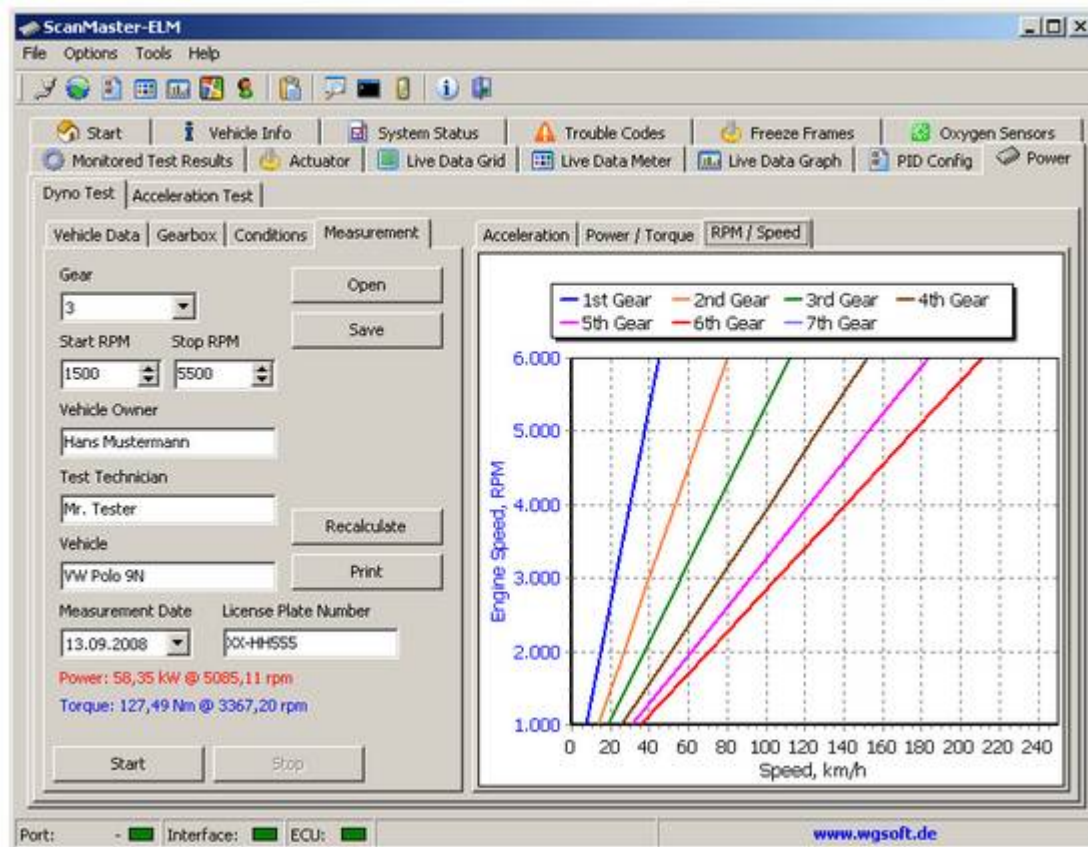 ScanMaster-ELM
File Options Tools Help
Start Vehicle Info System Status Trouble Codes Freeze Frames Oxygen Sensors
Monitored Test Results Actuator Live Data Grid Live Data Meter Live Data Graph PID Config Power
Dyno Test Acceleration Test
Vehicle Data Gearbox Conditions Measurement
Gear
3
Open
Save
Start RPM Stop RPM
1500 5500
Vehicle Owner
Hans Mustermann
Test Technician
Mr. Tester
Recalculate
Vehicle
VW Polo 9N
Print
Measurement Date License Plate Number
13.09.2008 XX-HH555
Power: 58,35 kW @ 5085,11 rpm
Torque: 127,49 Nm @ 3367,20 rpm
Start Stop
Acceleration Power / Torque RPM / Speed
1st Gear 2nd Gear 3rd Gear 4th Gear
5th Gear 6th Gear 7th Gear
Engine Speed, RPM
6.000
5.000
4.000
3.000
2.000
1.000
0 20 40 60 80 100 120 140 160 180 200 220 240
Speed, km/h
Port: - Interface: ECU: www.wgsoft.de